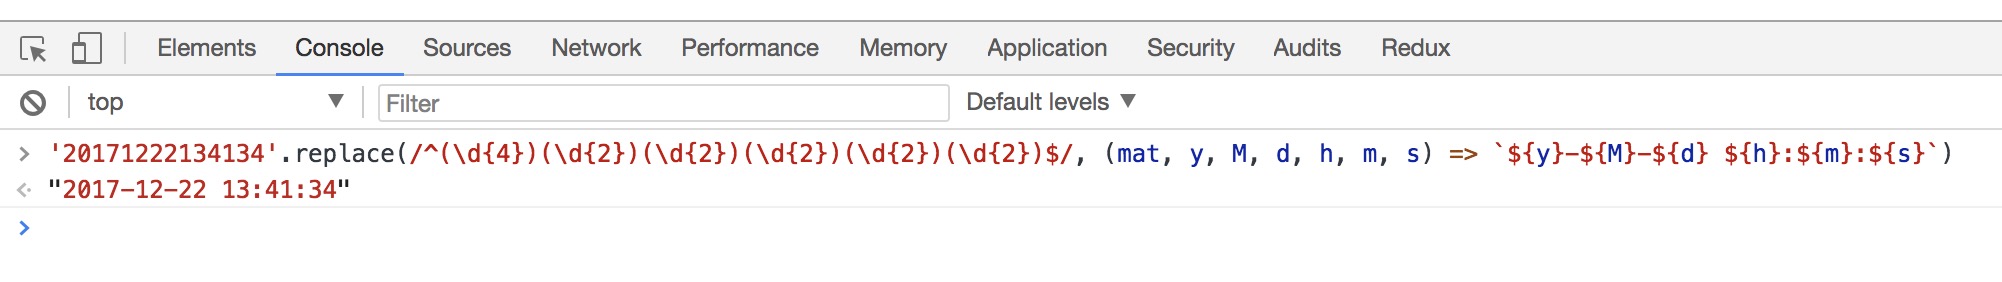 Elements Console Sources Network Performance Memory Application Security Audits Redux
top ▼ Filter Default levels ▼
> '20171222134134'.replace(/^(\d{4})(\d{2})(\d{2})(\d{2})(\d{2})(\d{2})$/, (mat, y, M, d, h, m, s) => `${y}-${M}-${d} ${h}:${m}:${s}`)
"2017-12-22 13:41:34"
>